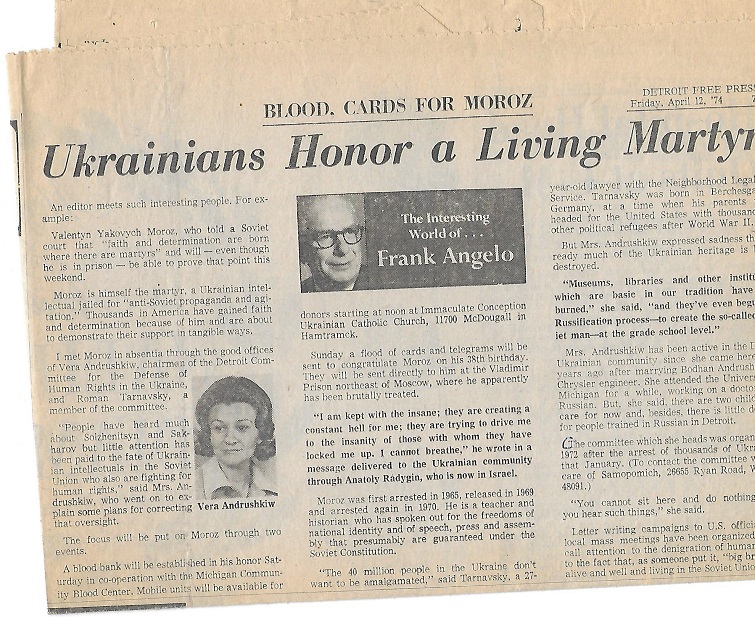 BLOOD, CARDS FOR MOROZ
DETROIT FREE PRESS
Friday, April 12, '74
Ukrainians Honor a Living Martyr
An editor meets such interesting people. For ex-
ample:
Valentyn Yakovych Moroz, who told a Soviet
court that "faith and determination are born
where there are martyrs" and will — even though
he is in prison — be able to prove that point this
weekend.
Moroz is himself the martyr, a Ukrainian intel-
lectual jailed for "anti-Soviet propaganda and agi-
tation." Thousands in America have gained faith
and determination because of him and are about
to demonstrate their support in tangible ways.
I met Moroz in absentia through the good offices
of Vera Andrushkiw, chairman of the Detroit Com-
mittee for the Defense of
Human Rights in the Ukraine,
and Roman Tarnavsky, a
member of the committee.
"People have heard much
about Solzhenitsyn and Sak-
harov but little attention has
been paid to the fate of Ukrain-
ian intellectuals in the Soviet
Union who also are fighting for
human rights," said Mrs. An-
drushkiw, who went on to ex-
plain some plans for correcting
that oversight.
Vera Andrushkiw
The focus will be put on Moroz through two
events.
A blood bank will be established in his honor Sat-
urday in co-operation with the Michigan Commun-
ity Blood Center. Mobile units will be available for
The Interesting
World of . . .
Frank Angelo
donors starting at noon at Immaculate Conception
Ukrainian Catholic Church, 11700 McDougall in
Hamtramck.
Sunday a flood of cards and telegrams will be
sent to congratulate Moroz on his 38th birthday.
They will be sent directly to him at the Vladimir
Prison northeast of Moscow, where he apparently
has been brutally treated.
"I am kept with the insane; they are creating a
constant hell for me; they are trying to drive me
to the insanity of those with whom they have
locked me up. I cannot breathe," he wrote in a
message delivered to the Ukrainian community
through Anatoly Radygin, who is now in Israel.
Moroz was first arrested in 1965, released in 1969
and arrested again in 1970. He is a teacher and
historian who has spoken out for the freedoms of
national identity and of speech, press and assem-
bly that presumably are guaranteed under the
Soviet Constitution.
"The 40 million people in the Ukraine don't
want to be amalgamated," said Tarnavsky, a 27-
year-old lawyer with the Neighborhood Legal
Service. Tarnavsky was born in Berchesga
Germany, at a time when his parents
headed for the United States with thousan
other political refugees after World War II.
But Mrs. Andrushkiw expressed sadness th
ready much of the Ukrainian heritage is
destroyed.
"Museums, libraries and other instit
which are basic in our tradition have
burned," she said, "and they've even begu
Russification process—to create the so-calle
iet man—at the grade school level."
Mrs. Andrushkiw has been active in the
Ukrainian community since she came here
years ago after marrying Bohdan Andrush
Chrysler engineer. She attended the Univer
Michigan for a while, working on a doctor
Russian. But, she said, there are two child
care for now and, besides, there is little d
for people trained in Russian in Detroit.
The committee which she heads was organ
1972 after the arrest of thousands of Ukra
that January. (To contact the committee w
care of Samopomich, 26655 Ryan Road, W
48091.)
"You cannot sit here and do nothing
you hear such things," she said.
Letter writing campaigns to U.S. offici
local mass meetings have been organized
call attention to the denigration of human
to the fact that, as someone put it, "big br
alive and well and living in the Soviet Unio